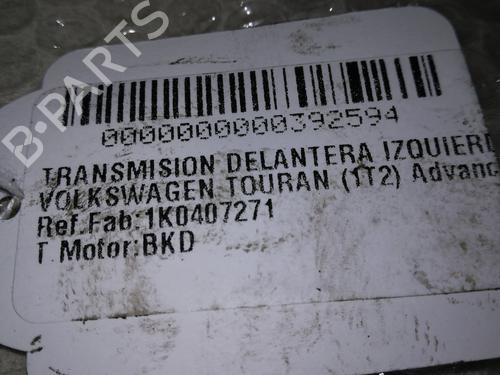 B-PARTS
0000000000392594
TRANSMISION DELANTERA IZQUIERD
VOLKSWAGEN TOURAN (1T2) Advanc
Ref.Fab:1K0407271
T.Motor:BKD